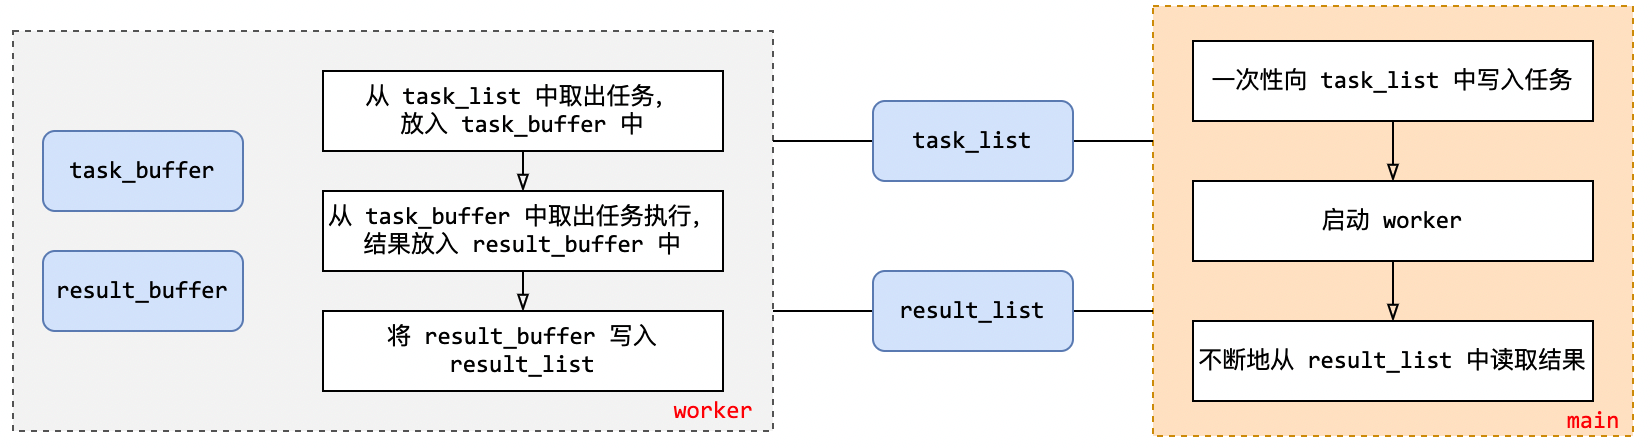 task_buffer
result_buffer
从 task_list 中取出任务，
放入 task_buffer 中
从 task_buffer 中取出任务执行，
结果放入 result_buffer 中
将 result_buffer 写入
result_list
worker
task_list
result_list
一次性向 task_list 中写入任务
启动 worker
不断地从 result_list 中读取结果
main